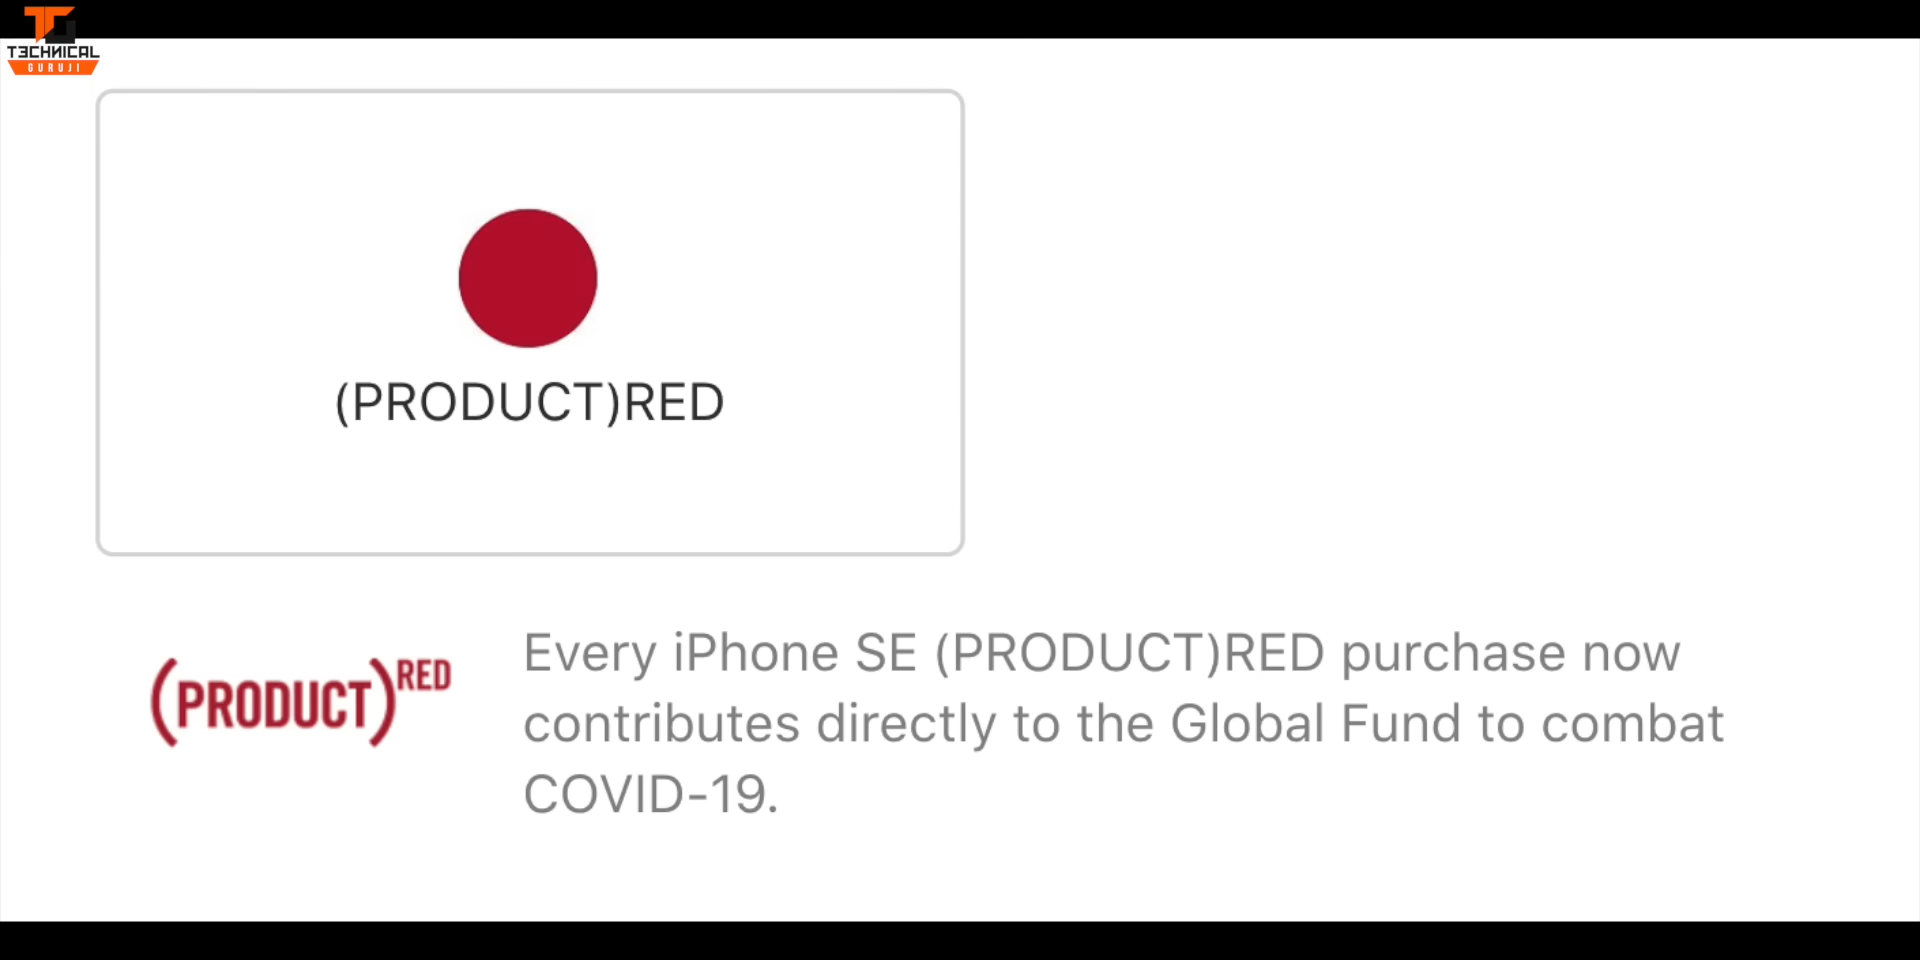 TECHNICAL
GURUJI
(PRODUCT)RED
(PRODUCT)RED
Every iPhone SE (PRODUCT)RED purchase now
contributes directly to the Global Fund to combat
COVID-19.